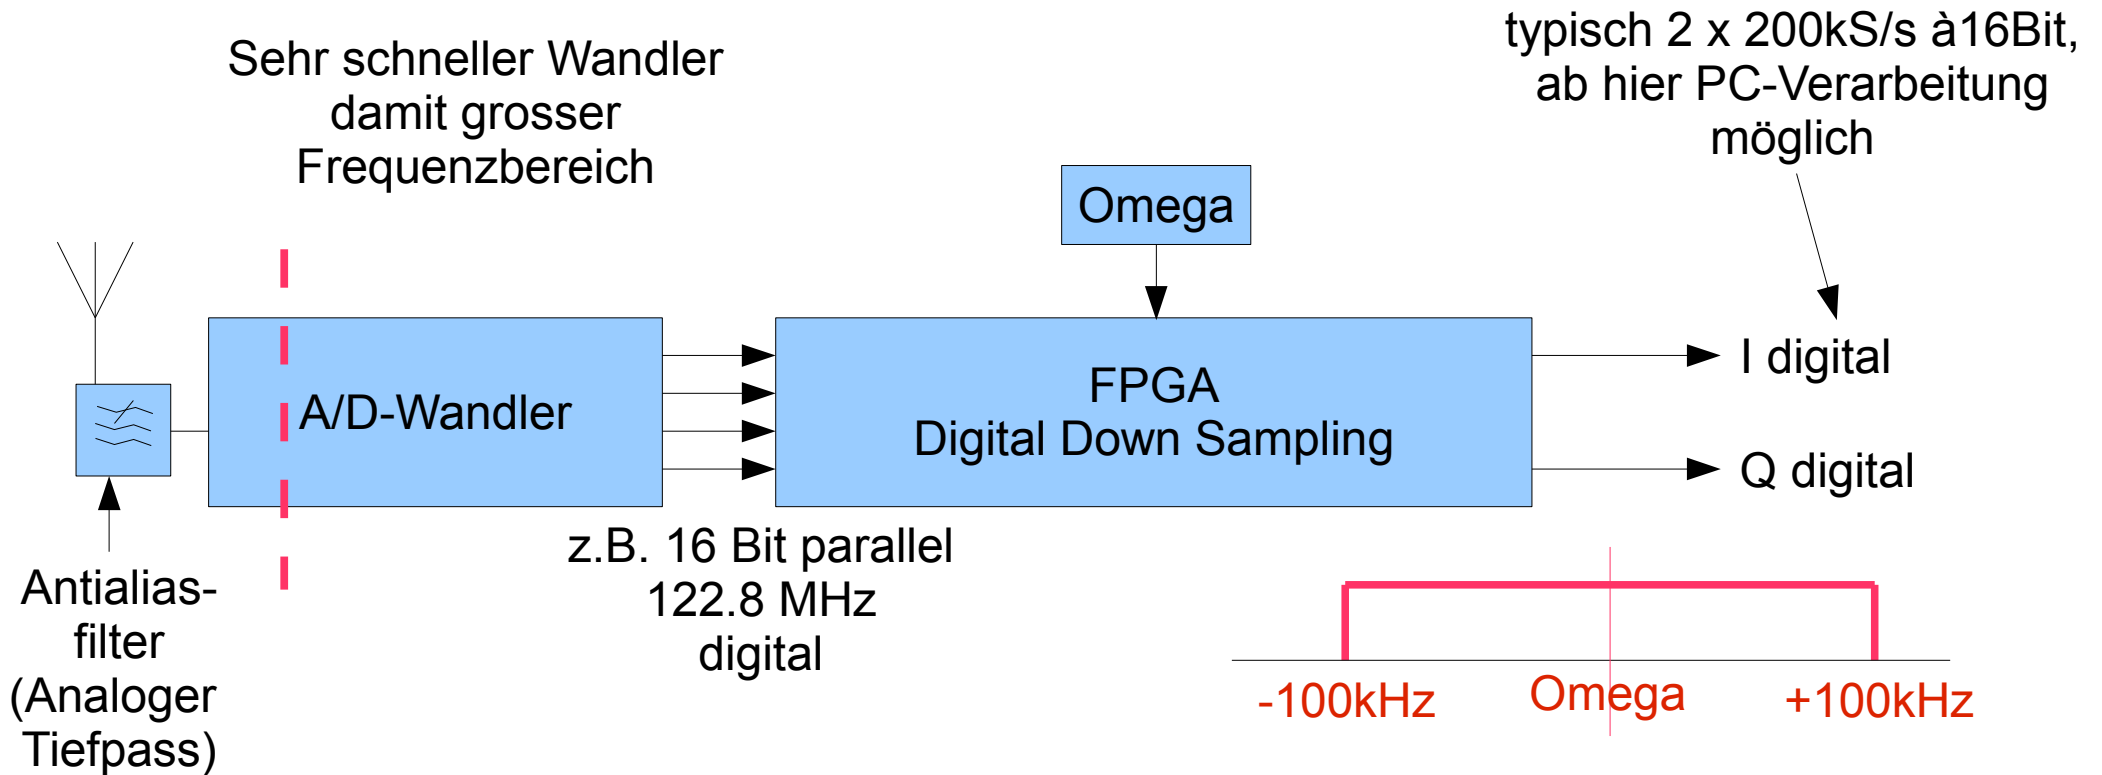 Sehr schneller Wandler
damit grosser
Frequenzbereich
typisch 2 x 200kS/s à16Bit,
ab hier PC-Verarbeitung
möglich
Omega
A/D-Wandler
FPGA
Digital Down Sampling
I digital
Q digital
Antialias-
filter
(Analoger
Tiefpass)
z.B. 16 Bit parallel
122.8 MHz
digital
-100kHz
Omega
+100kHz